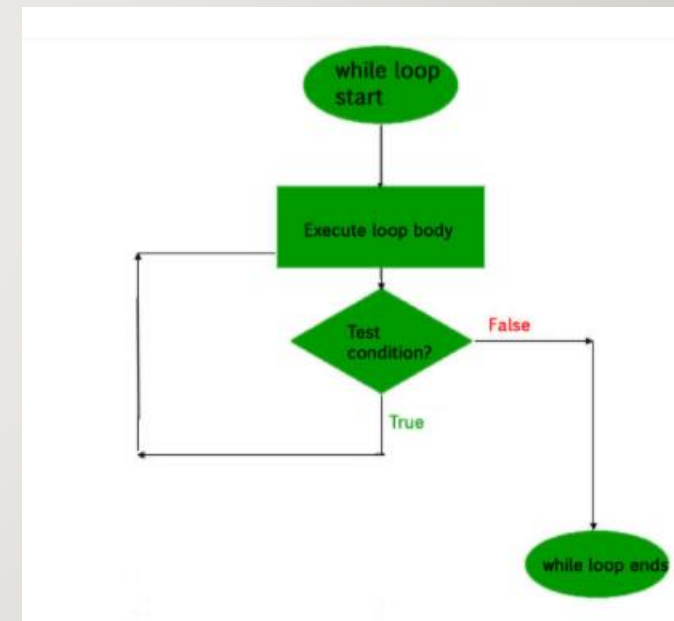 while loop
start
Execute loop body
Test
condition?
False
True
while loop ends